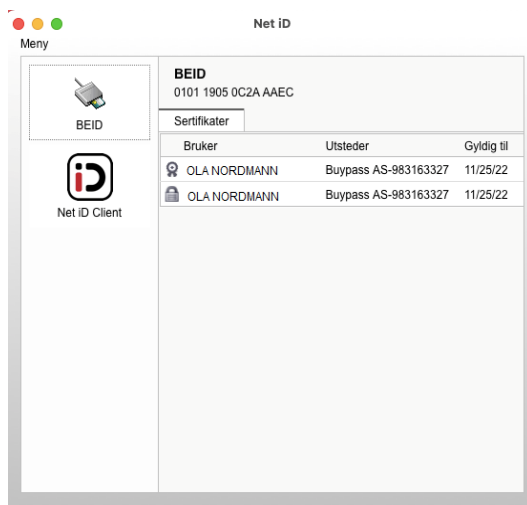 Net iD
Meny
BEID
Net iD Client
BEID
0101 1905 0C2A AAEC
Sertifikater
Bruker Utsteder Gyldig til
OLA NORDMANN Buypass AS-983163327 11/25/22
OLA NORDMANN Buypass AS-983163327 11/25/22